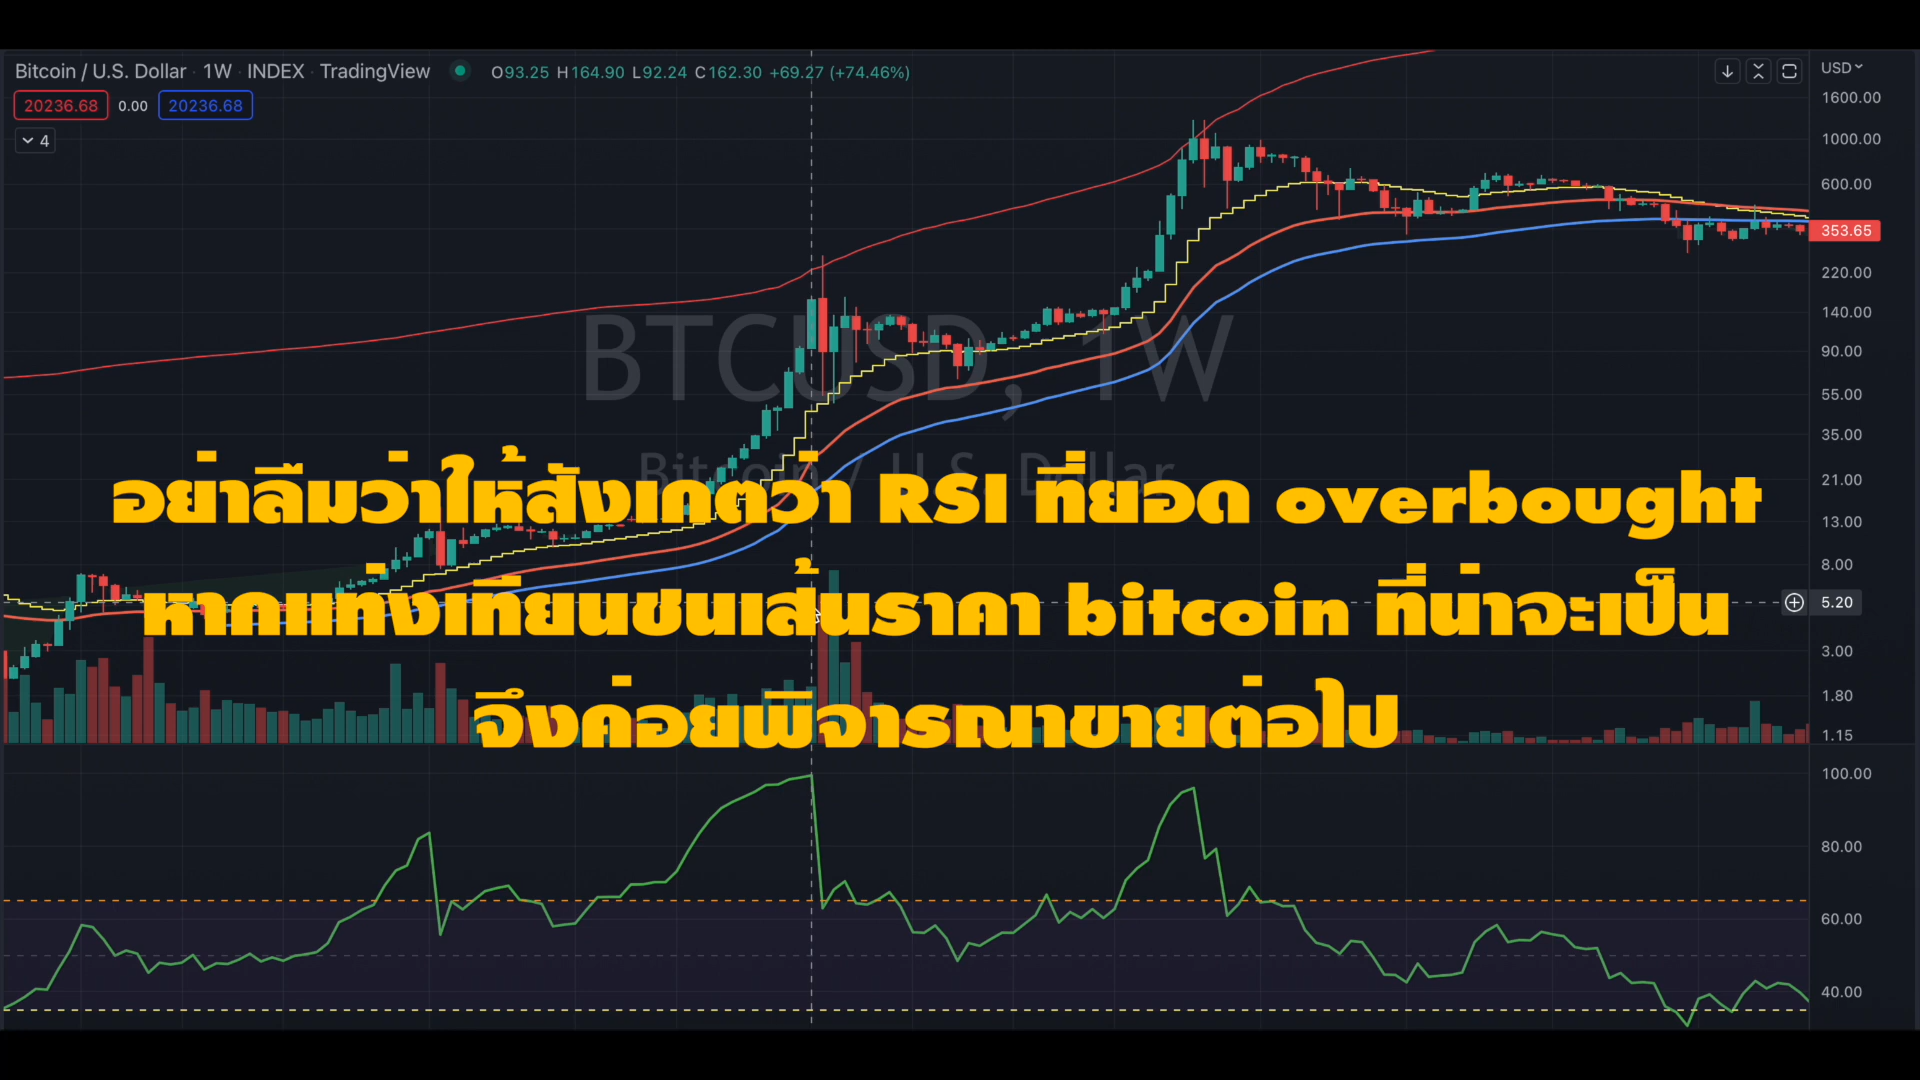 Bitcoin / U.S. Dollar · 1W · INDEX · TradingView O93.25 H164.90 L92.24 C162.30 +69.27 (+74.46%)
USD
20236.68 0.00 20236.68
4
1600.00
1000.00
600.00
353.65
220.00
140.00
90.00
55.00
35.00
21.00
13.00
8.00
5.20
3.00
1.80
1.15
BTCUSD, 1W
Bitcoin / U.S. Dollar
อย่าลืมว่าให้สังเกตว่า RSI ที่ยอด overbought
หากแท่งเทียนชนเส้นราคา bitcoin ที่น่าจะเป็น
จึงค่อยพิจารณาขายต่อไป
100.00
80.00
60.00
40.00